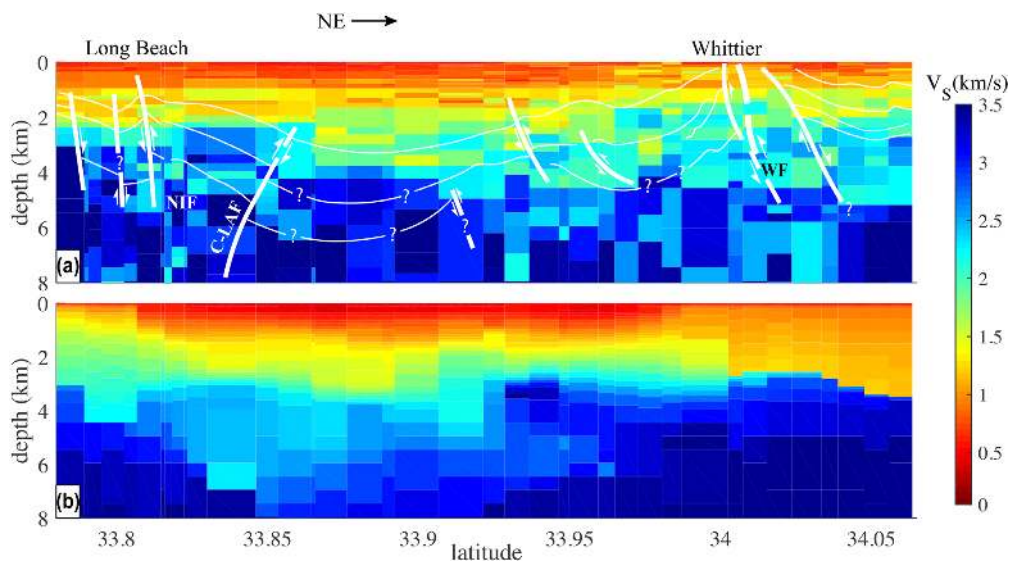 NE
Long Beach
Whittier
V_S(km/s)
0
2
4
6
8
depth (km)
?
?
?
?
?
?
?
?
?
NIF
C-LAF
WF
(a)
3.5
3
2.5
2
1.5
1
0.5
0
0
2
4
6
8
depth (km)
(b)
33.8
33.85
33.9
33.95
34
34.05
latitude